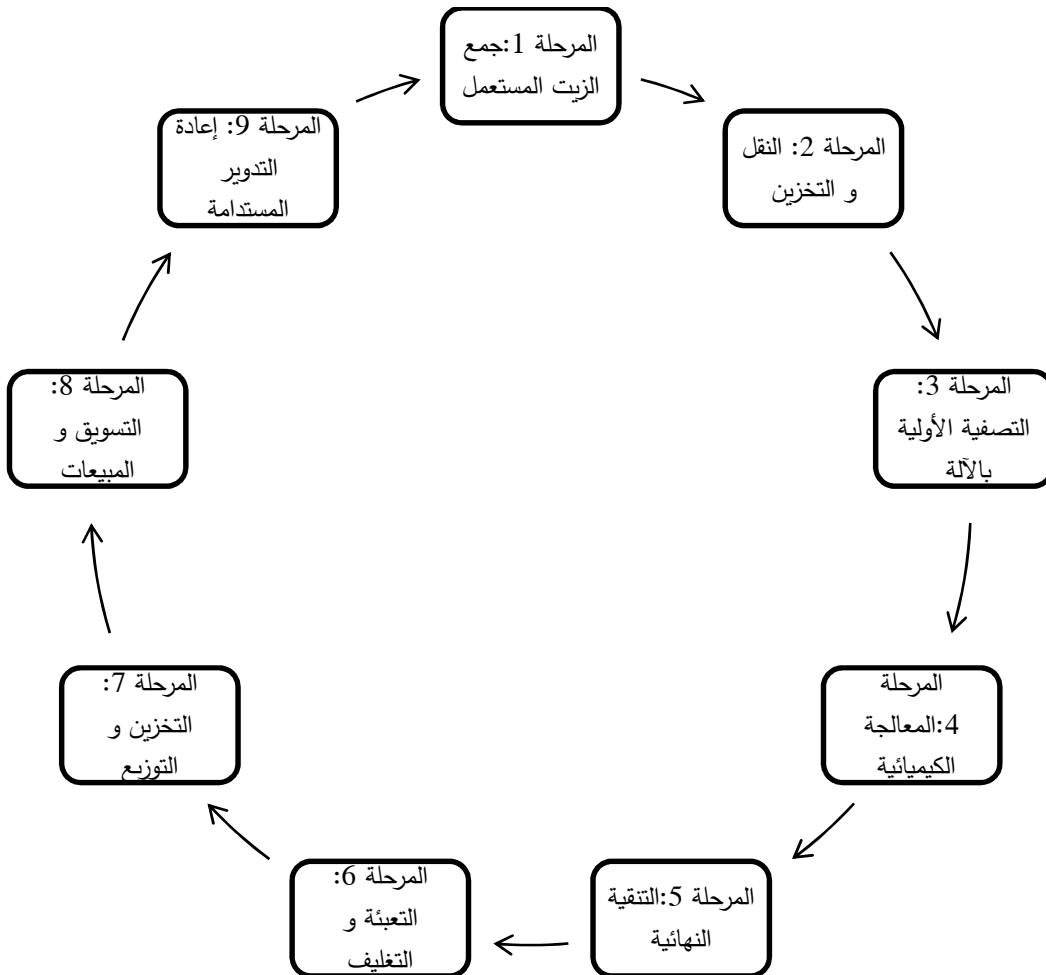 المرحلة 1:جمع
الزيت المستعمل
المرحلة 2: النقل
و التخزين
المرحلة 3:
التصفية الأولية
بالآلة
المرحلة
4:المعالجة
الكيميائية
المرحلة 5:التنقية
النهائية
المرحلة 6:
التعبئة و
التغليف
المرحلة 7:
التخزين و
التوزيع
المرحلة 8:
التسويق و
المبيعات
المرحلة 9: إعادة
التدوير
المستدامة